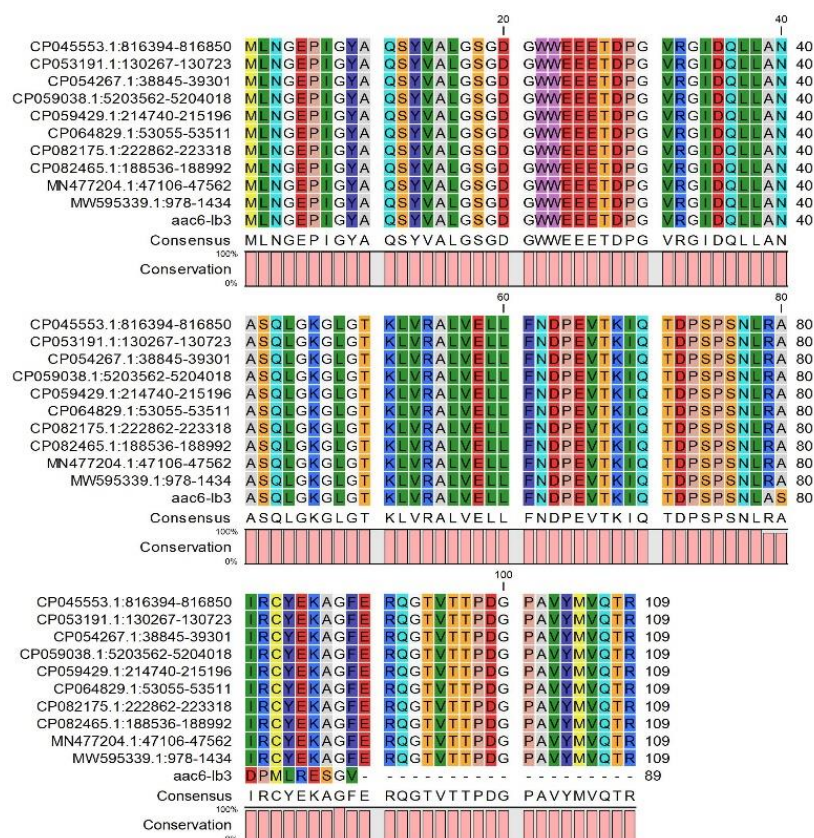 20 40
CP045553.1:816394-816850 MLNGEPIGYA QSYVALGSGD GWWEEETDPG VRGIDQLLAN 40
CP053191.1:130267-130723 MLNGEPIGYA QSYVALGSGD GWWEEETDPG VRGIDQLLAN 40
CP054267.1:38845-39301 MLNGEPIGYA QSYVALGSGD GWWEEETDPG VRGIDQLLAN 40
CP059038.1:5203562-5204018 MLNGEPIGYA QSYVALGSGD GWWEEETDPG VRGIDQLLAN 40
CP059429.1:214740-215196 MLNGEPIGYA QSYVALGSGD GWWEEETDPG VRGIDQLLAN 40
CP064829.1:53055-53511 MLNGEPIGYA QSYVALGSGD GWWEEETDPG VRGIDQLLAN 40
CP082175.1:222862-223318 MLNGEPIGYA QSYVALGSGD GWWEEETDPG VRGIDQLLAN 40
CP082465.1:188536-188992 MLNGEPIGYA QSYVALGSGD GWWEEETDPG VRGIDQLLAN 40
MN477204.1:47106-47562 MLNGEPIGYA QSYVALGSGD GWWEEETDPG VRGIDQLLAN 40
MW595339.1:978-1434 MLNGEPIGYA QSYVALGSGD GWWEEETDPG VRGIDQLLAN 40
aac6-Ib3 MLNGEPIGYA QSYVALGSGD GWWEEETDPG VRGIDQLLAN 40
Consensus MLNGEPIGYA QSYVALGSGD GWWEEETDPG VRGIDQLLAN
100%
Conservation
0%
60 80
CP045553.1:816394-816850 ASQLGKGLGT KLVRALVELL FNDPEVTKIQ TDPSPSNLRA 80
CP053191.1:130267-130723 ASQLGKGLGT KLVRALVELL FNDPEVTKIQ TDPSPSNLRA 80
CP054267.1:38845-39301 ASQLGKGLGT KLVRALVELL FNDPEVTKIQ TDPSPSNLRA 80
CP059038.1:5203562-5204018 ASQLGKGLGT KLVRALVELL FNDPEVTKIQ TDPSPSNLRA 80
CP059429.1:214740-215196 ASQLGKGLGT KLVRALVELL FNDPEVTKIQ TDPSPSNLRA 80
CP064829.1:53055-53511 ASQLGKGLGT KLVRALVELL FNDPEVTKIQ TDPSPSNLRA 80
CP082175.1:222862-223318 ASQLGKGLGT KLVRALVELL FNDPEVTKIQ TDPSPSNLRA 80
CP082465.1:188536-188992 ASQLGKGLGT KLVRALVELL FNDPEVTKIQ TDPSPSNLRA 80
MN477204.1:47106-47562 ASQLGKGLGT KLVRALVELL FNDPEVTKIQ TDPSPSNLRA 80
MW595339.1:978-1434 ASQLGKGLGT KLVRALVELL FNDPEVTKIQ TDPSPSNLRA 80
aac6-Ib3 ASQLGKGLGT KLVRALVELL FNDPEVTKIQ TDPSPSNLAS 80
Consensus ASQLGKGLGT KLVRALVELL FNDPEVTKIQ TDPSPSNLRA
100%
Conservation
0%
100
CP045553.1:816394-816850 IRCYEKAGFE RQGTVTTPDG PAVYMVQTR 109
CP053191.1:130267-130723 IRCYEKAGFE RQGTVTTPDG PAVYMVQTR 109
CP054267.1:38845-39301 IRCYEKAGFE RQGTVTTPDG PAVYMVQTR 109
CP059038.1:5203562-5204018 IRCYEKAGFE RQGTVTTPDG PAVYMVQTR 109
CP059429.1:214740-215196 IRCYEKAGFE RQGTVTTPDG PAVYMVQTR 109
CP064829.1:53055-53511 IRCYEKAGFE RQGTVTTPDG PAVYMVQTR 109
CP082175.1:222862-223318 IRCYEKAGFE RQGTVTTPDG PAVYMVQTR 109
CP082465.1:188536-188992 IRCYEKAGFE RQGTVTTPDG PAVYMVQTR 109
MN477204.1:47106-47562 IRCYEKAGFE RQGTVTTPDG PAVYMVQTR 109
MW595339.1:978-1434 IRCYEKAGFE RQGTVTTPDG PAVYMVQTR 109
aac6-Ib3 DPMLRESGV- ---------- --------- 89
Consensus IRCYEKAGFE RQGTVTTPDG PAVYMVQTR
100%
Conservation
0%